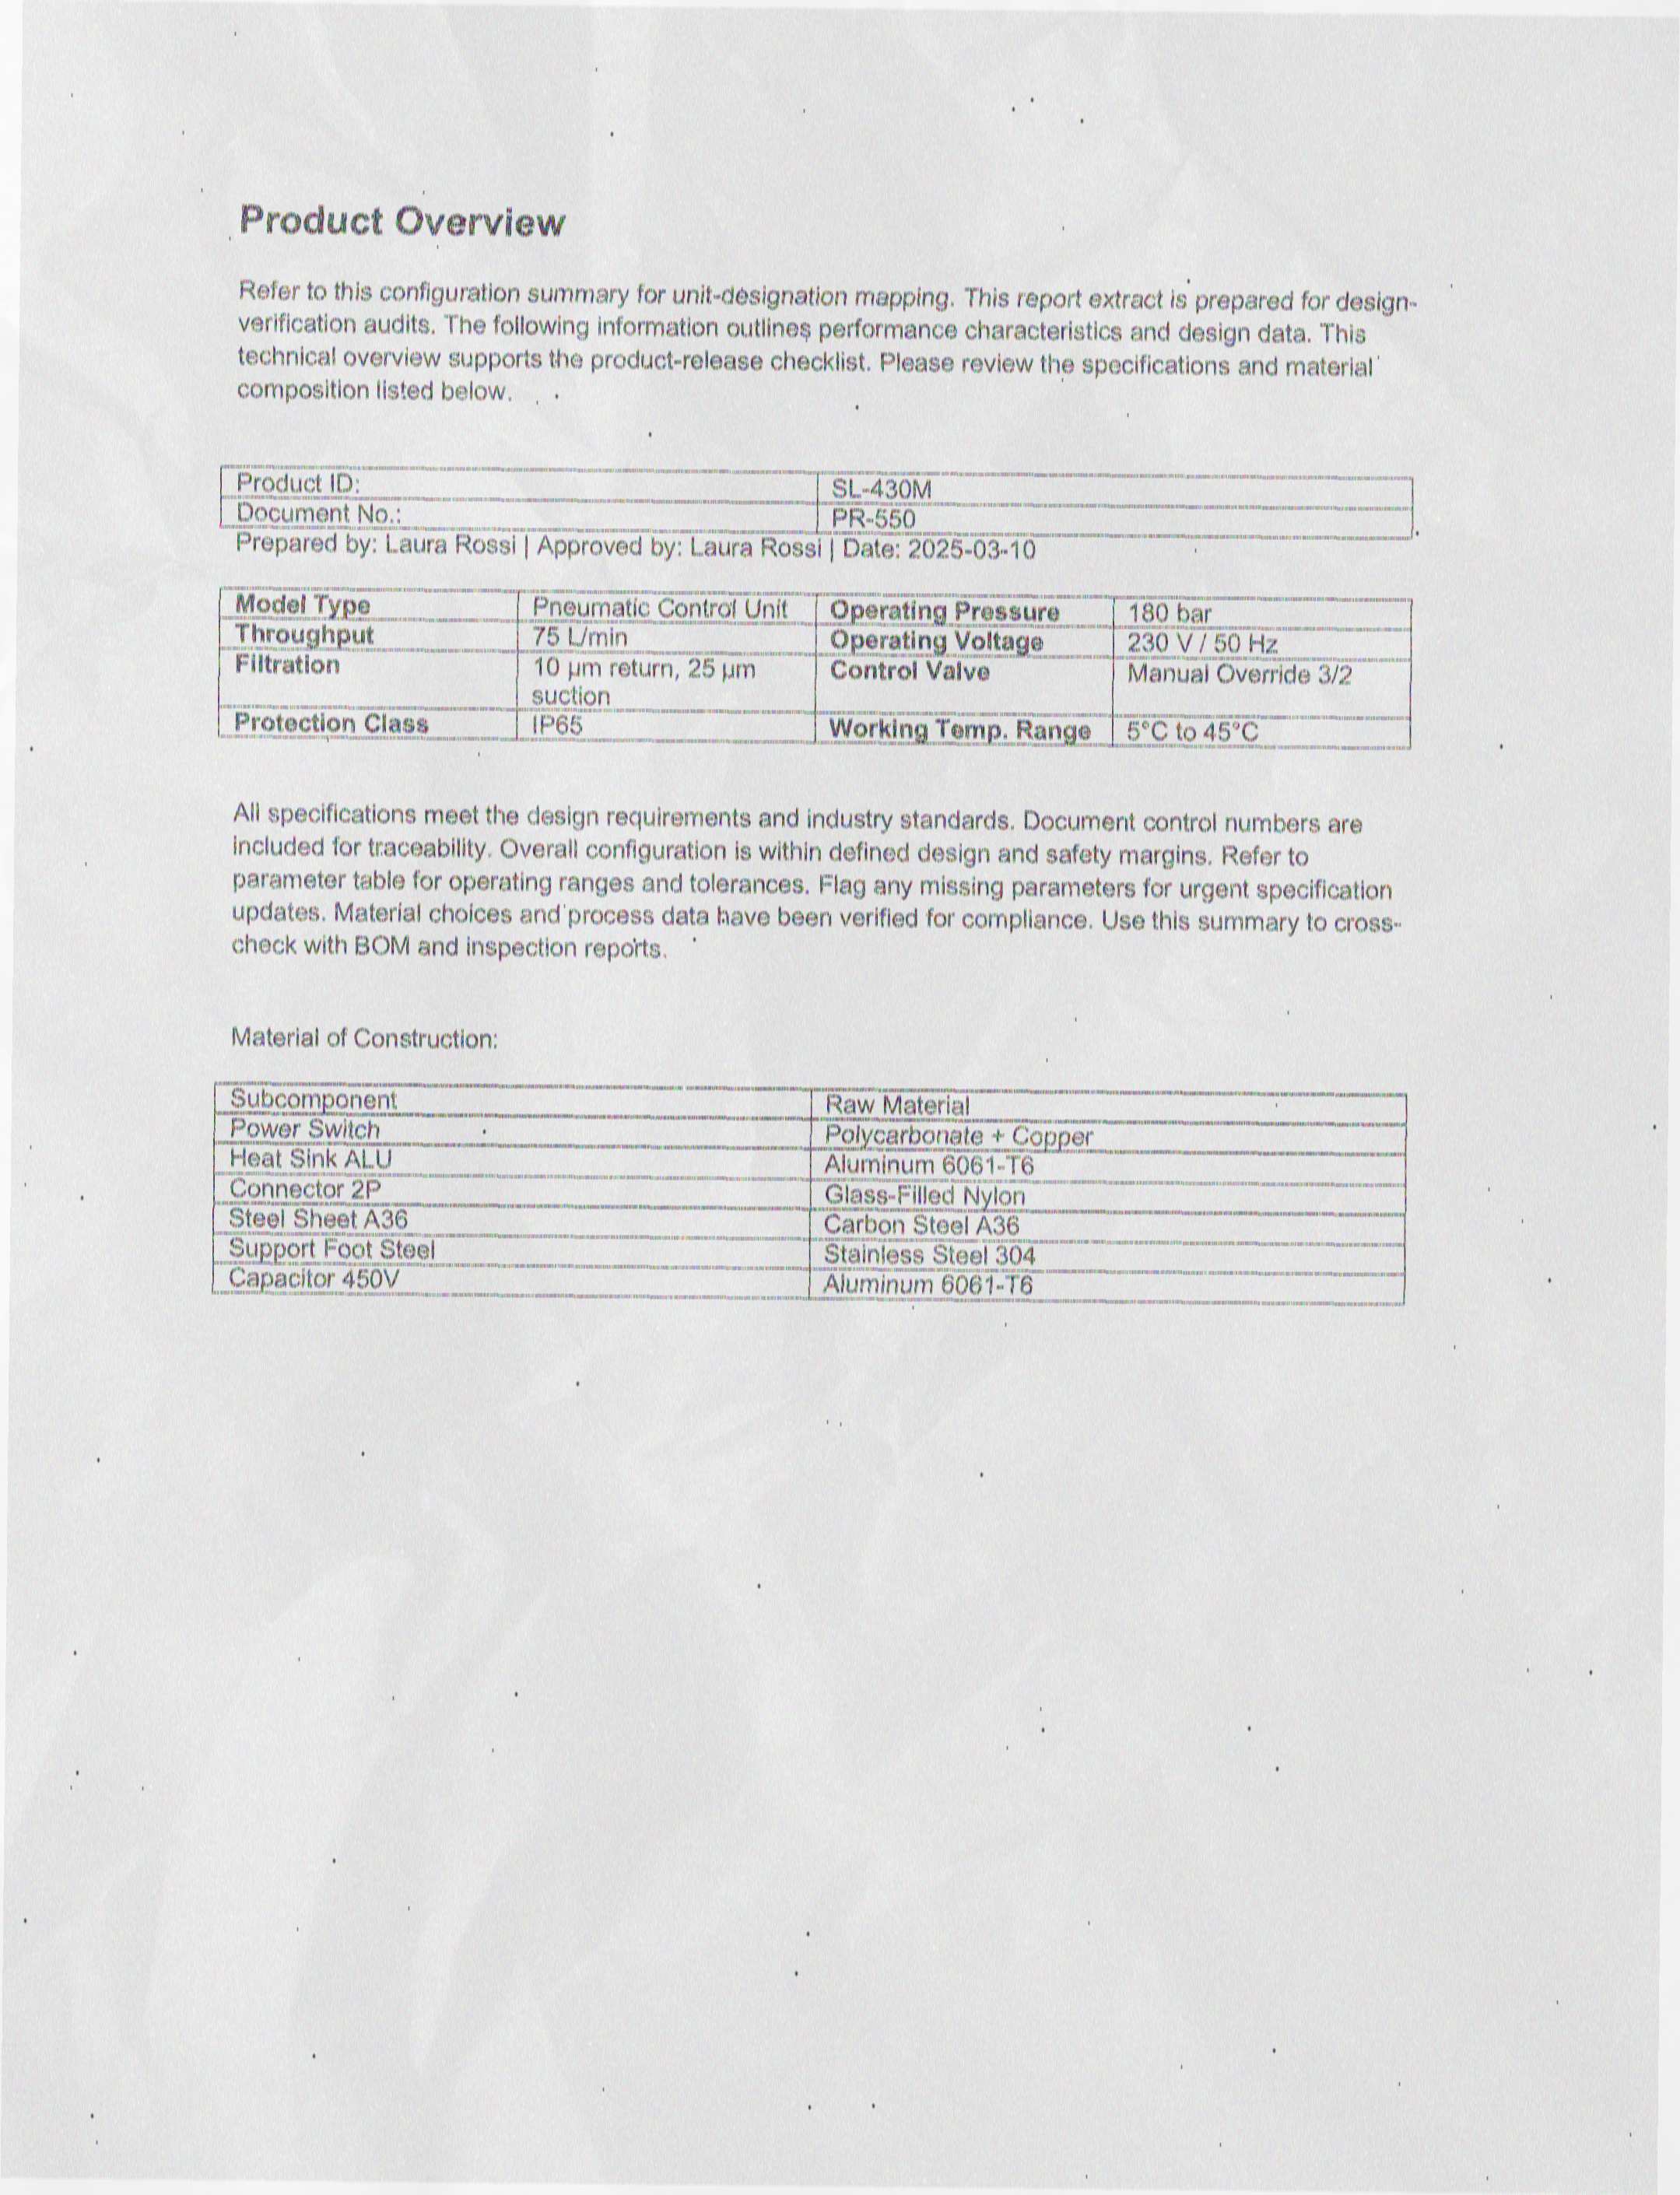 Product Overview
Refer to this configuration summary for unit-designation mapping. This report extract is prepared for design-
verification audits. The following information outlines performance characteristics and design data. This
technical overview supports the product-release checklist. Please review the specifications and material
composition listed below.
Product ID: SL-430M
Document No.: PR-550
Prepared by: Laura Rossi | Approved by: Laura Rossi | Date: 2025-03-10
Model Type Pneumatic Control Unit Operating Pressure 180 bar
Throughput 75 L/min Operating Voltage 230 V / 50 Hz
Filtration 10 µm return, 25 µm Control Valve Manual Override 3/2
suction
Protection Class IP65 Working Temp. Range 5°C to 45°C
All specifications meet the design requirements and industry standards. Document control numbers are
included for traceability. Overall configuration is within defined design and safety margins. Refer to
parameter table for operating ranges and tolerances. Flag any missing parameters for urgent specification
updates. Material choices and process data have been verified for compliance. Use this summary to cross-
check with BOM and inspection reports.
Material of Construction:
Subcomponent Raw Material
Power Switch Polycarbonate + Copper
Heat Sink ALU Aluminum 6061-T6
Connector 2P Glass-Filled Nylon
Steel Sheet A36 Carbon Steel A36
Support Foot Steel Stainless Steel 304
Capacitor 450V Aluminum 6061-T6